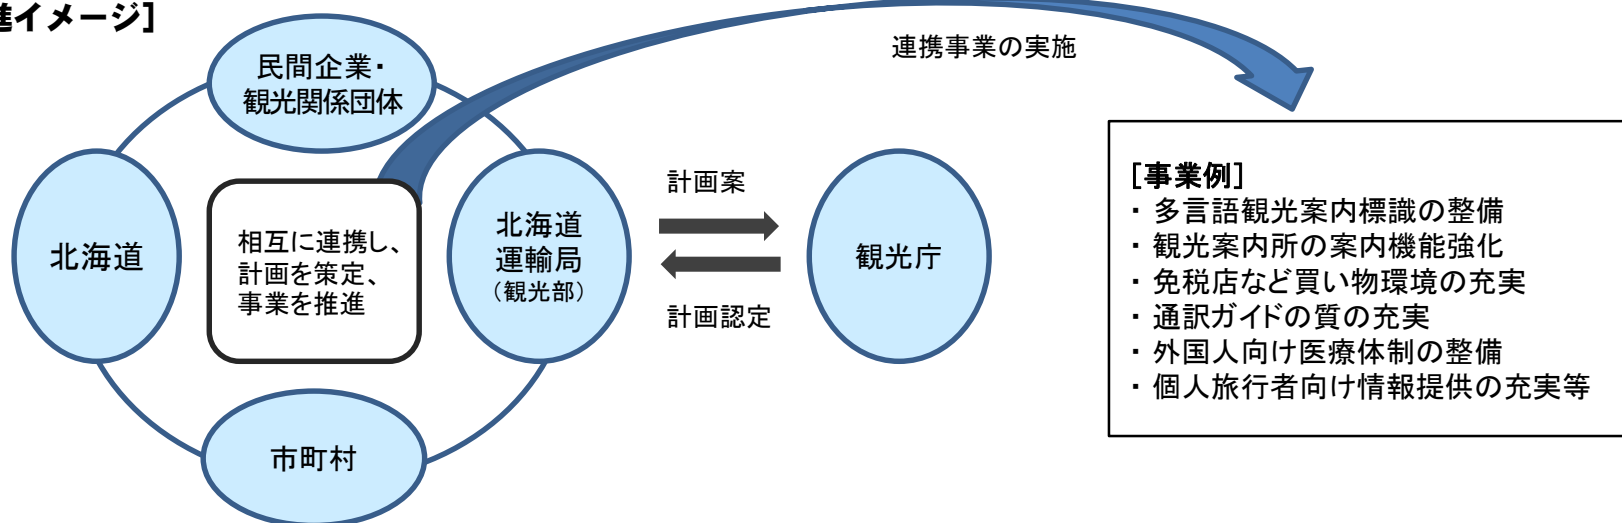 進イメージ]
連携事業の実施
民間企業・
観光関係団体
北海道
相互に連携し、
計画を策定、
事業を推進
北海道
運輸局
（観光部）
計画案
計画認定
観光庁
市町村
[事業例]
・ 多言語観光案内標識の整備
・ 観光案内所の案内機能強化
・ 免税店など買い物環境の充実
・ 通訳ガイドの質の充実
・ 外国人向け医療体制の整備
・ 個人旅行者向け情報提供の充実等